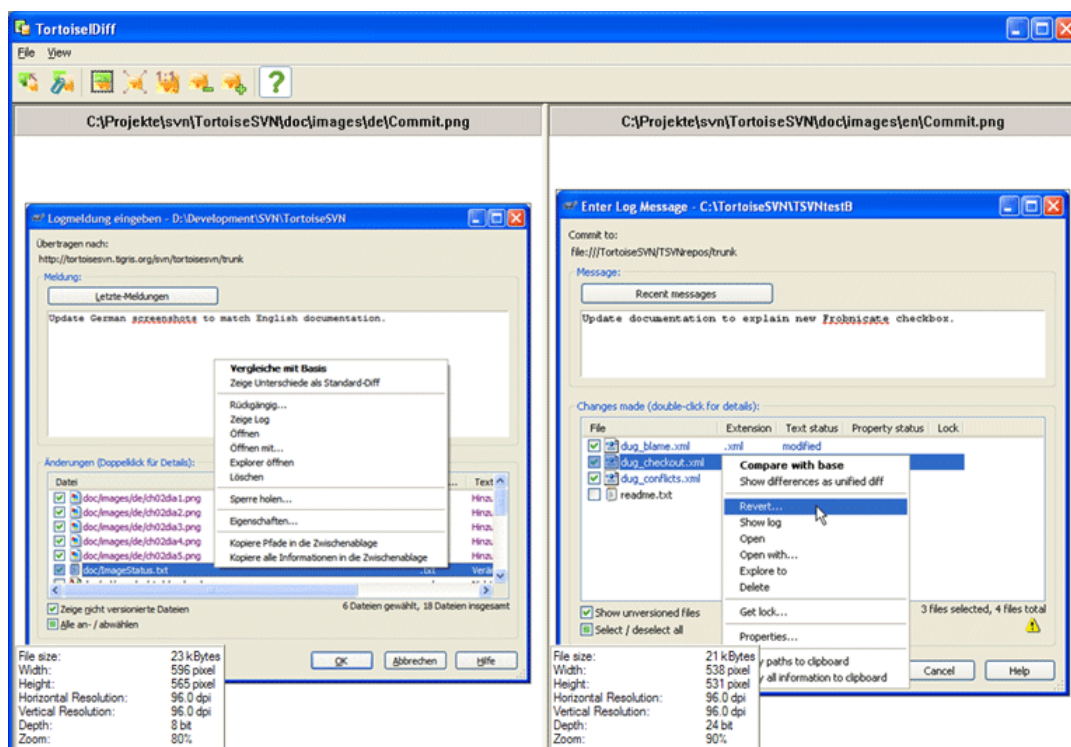 TortoiseIDiff
File View
C:\Projekte\svn\TortoiseSVN\doc\images\de\Commit.png
Logmeldung eingeben - D:\Development\SVN\TortoiseSVN
Übertragen nach:
http://tortoisesvn.tigris.org/svn/tortoisesvn/trunk
Meldung:
Letzte-Meldungen
Update German screenshots to match English documentation.
Vergleiche mit Basis
Zeige Unterschiede als Standard-Diff
Rückgängig...
Zeige Log
Öffnen
Öffnen mit...
Explorer öffnen
Löschen
Sperre holen...
Eigenschaften...
Kopiere Pfade in die Zwischenablage
Kopiere alle Informationen in die Zwischenablage
Änderungen (Doppelklick für Details):
Datei ... Text
doc/images/de/ch02dia1.png Hinzu
doc/images/de/ch02dia2.png Hinzu
doc/images/de/ch02dia3.png Hinzu
doc/images/de/ch02dia4.png Hinzu
doc/images/de/ch02dia5.png Hinzu
doc/ImageStatus.txt .txt Verär
Zeige nicht versionierte Dateien
6 Dateien gewählt, 18 Dateien insgesamt
Alle an- / abwählen
OK Abbrechen Hilfe
File size: 23 kBytes
Width: 596 pixel
Height: 565 pixel
Horizontal Resolution: 96.0 dpi
Vertical Resolution: 96.0 dpi
Depth: 8 bit
Zoom: 80%
C:\Projekte\svn\TortoiseSVN\doc\images\en\Commit.png
Enter Log Message - C:\TortoiseSVN\TSVNtestB
Commit to:
file:///TortoiseSVN/TSVNrepos/trunk
Message:
Recent messages
Update documentation to explain new Frobnicate checkbox.
Changes made (double-click for details):
File Extension Text status Property status Lock
dug_blame.xml .xml modified
dug_checkout.xml
dug_conflicts.xml
readme.txt
Compare with base
Show differences as unified diff
Revert...
Show log
Open
Open with...
Explore to
Delete
Get lock...
Properties...
y paths to clipboard
y all information to clipboard
Show unversioned files
3 files selected, 4 files total
Select / deselect all
Cancel Help
File size: 21 kBytes
Width: 538 pixel
Height: 531 pixel
Horizontal Resolution: 96.0 dpi
Vertical Resolution: 96.0 dpi
Depth: 24 bit
Zoom: 90%